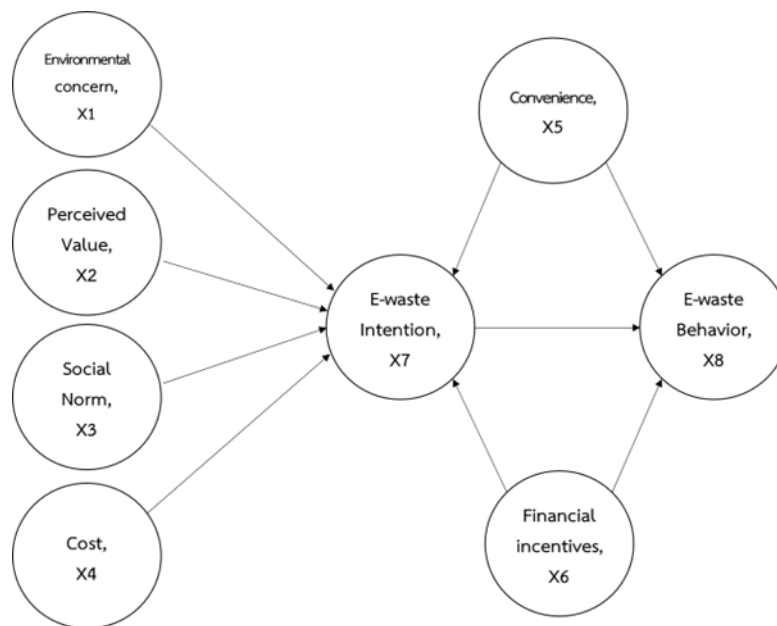 Environmental
concern,
X1
Perceived
Value,
X2
Social
Norm,
X3
Cost,
X4
Convenience,
X5
E-waste
Intention,
X7
E-waste
Behavior,
X8
Financial
incentives,
X6